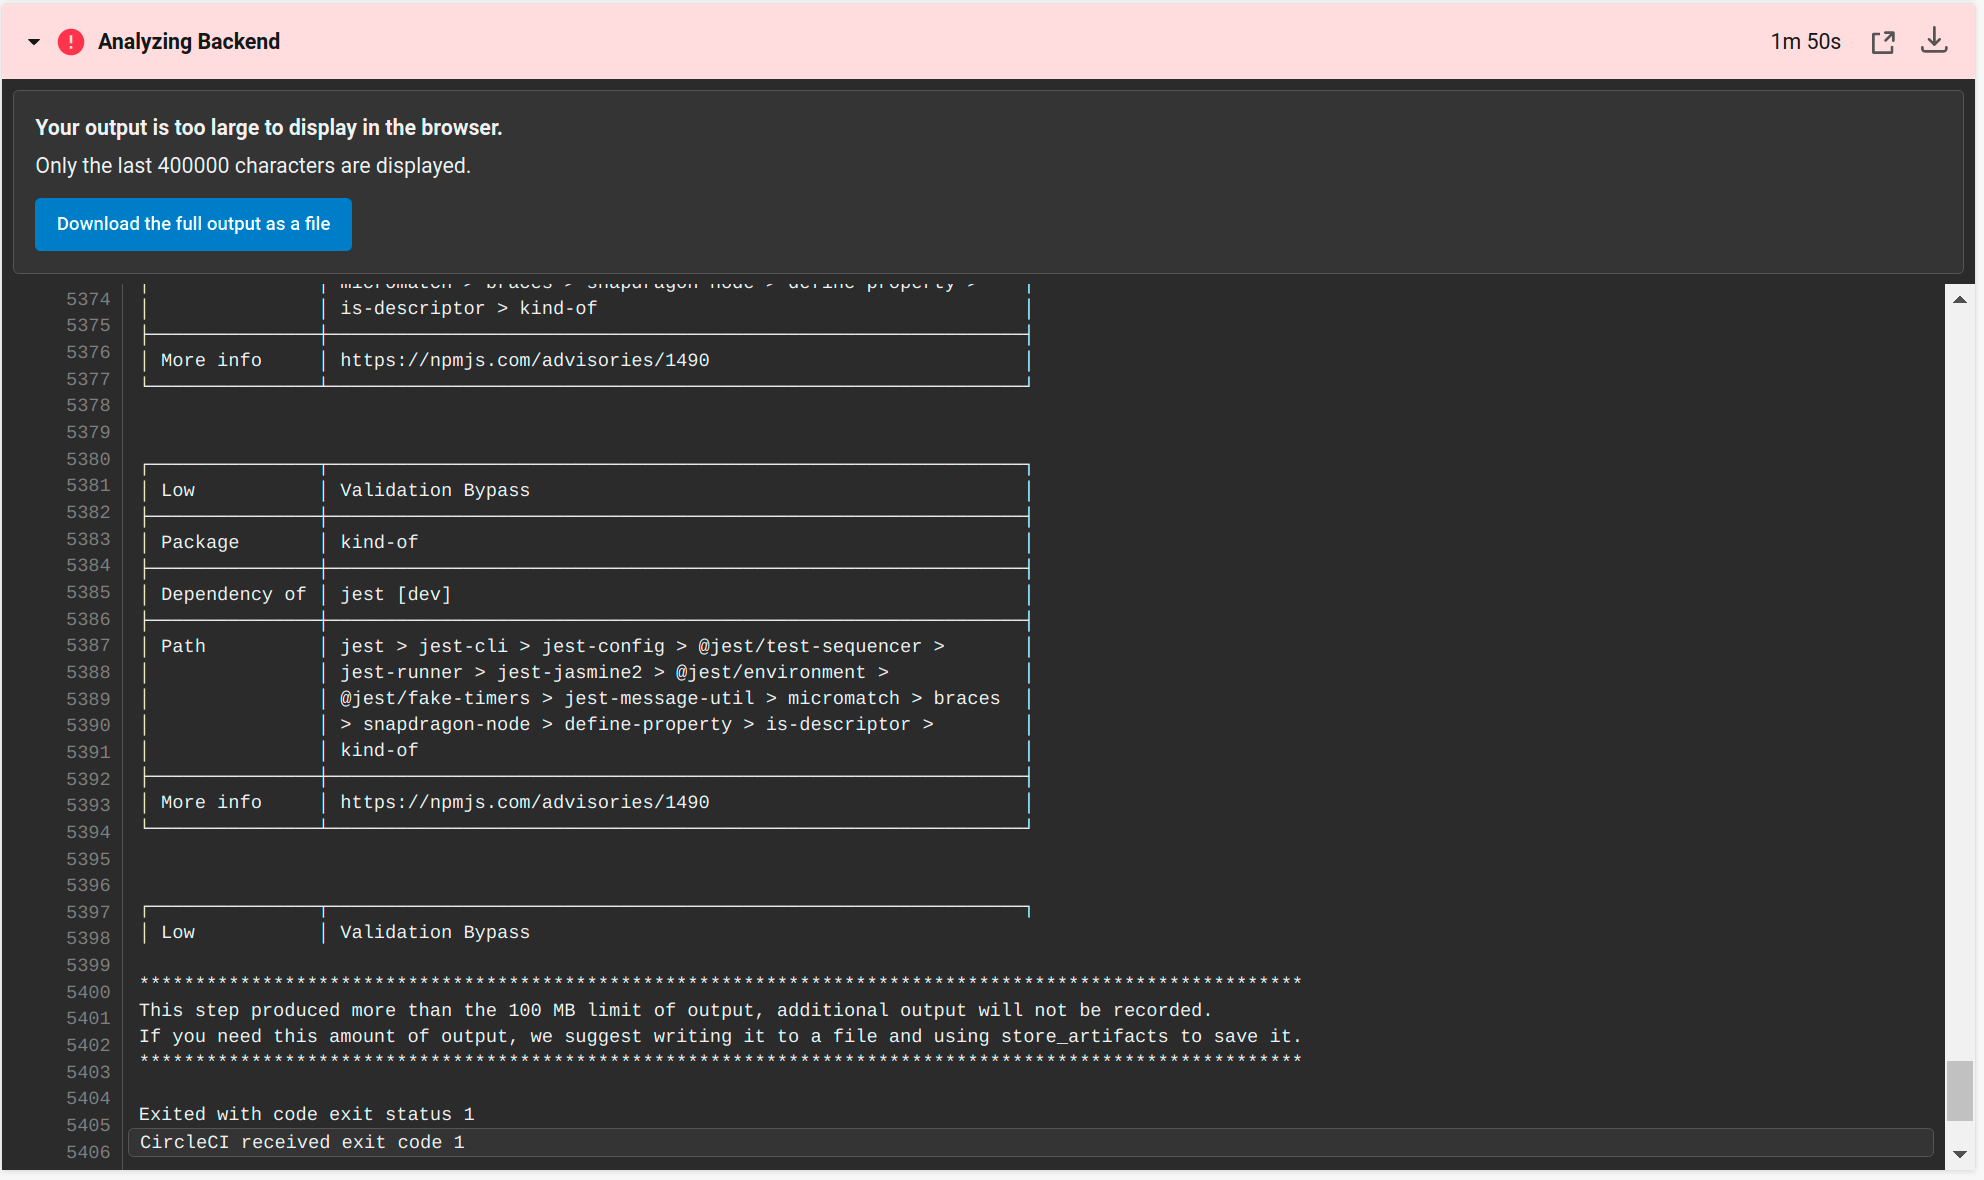 Analyzing Backend
1m 50s
Your output is too large to display in the browser.
Only the last 400000 characters are displayed.
Download the full output as a file
5374 micromatch > braces > snapdragon-node > define-property >
5375 is-descriptor > kind-of
5376
5377 More info https://npmjs.com/advisories/1490
5378
5379
5380
5381 Low Validation Bypass
5382
5383 Package kind-of
5384
5385 Dependency of jest [dev]
5386
5387 Path jest > jest-cli > jest-config > @jest/test-sequencer >
5388 jest-runner > jest-jasmine2 > @jest/environment >
5389 @jest/fake-timers > jest-message-util > micromatch > braces
5390 > snapdragon-node > define-property > is-descriptor >
5391 kind-of
5392
5393 More info https://npmjs.com/advisories/1490
5394
5395
5396
5397
5398 Low Validation Bypass
5399
5400 ********************************************************************************************************
5401 This step produced more than the 100 MB limit of output, additional output will not be recorded.
5402 If you need this amount of output, we suggest writing it to a file and using store_artifacts to save it.
5403 ********************************************************************************************************
5404
5405 Exited with code exit status 1
5406 CircleCI received exit code 1